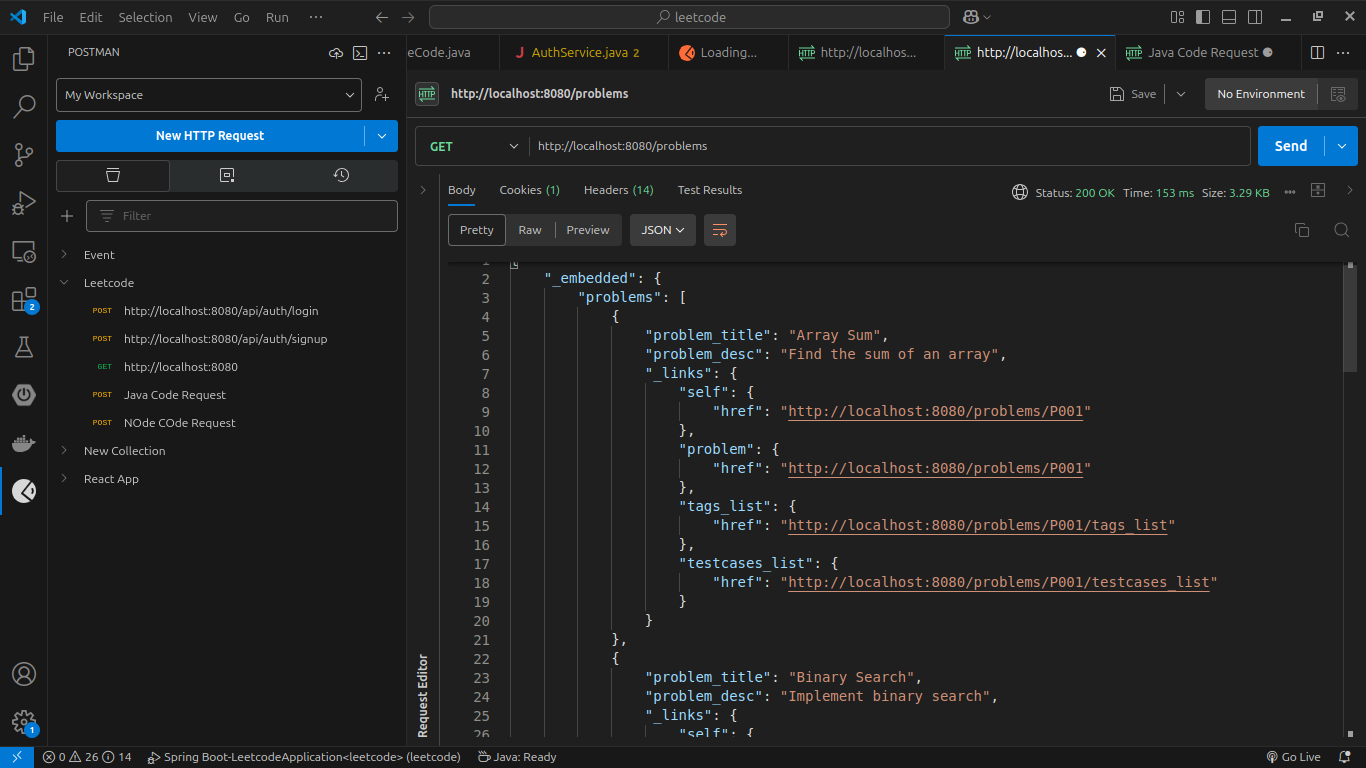 File Edit Selection View Go Run ··· leetcode
POSTMAN
eCode.java
J AuthService.java 2
Loading...
HTTP http://localhos...
HTTP http://localhos...
HTTP Java Code Request
My Workspace
New HTTP Request
Filter
Event
Leetcode
POST http://localhost:8080/api/auth/login
POST http://localhost:8080/api/auth/signup
GET http://localhost:8080
POST Java Code Request
POST NOde COde Request
New Collection
React App
2
1
HTTP http://localhost:8080/problems
Save
No Environment
GET http://localhost:8080/problems
Send
Body Cookies (1) Headers (14) Test Results
Status: 200 OK Time: 153 ms Size: 3.29 KB
Pretty Raw Preview JSON
1 {
2 "_embedded": {
3 "problems": [
4 {
5 "problem_title": "Array Sum",
6 "problem_desc": "Find the sum of an array",
7 "_links": {
8 "self": {
9 "href": "http://localhost:8080/problems/P001"
10 },
11 "problem": {
12 "href": "http://localhost:8080/problems/P001"
13 },
14 "tags_list": {
15 "href": "http://localhost:8080/problems/P001/tags_list"
16 },
17 "testcases_list": {
18 "href": "http://localhost:8080/problems/P001/testcases_list"
19 }
20 }
21 },
22 {
23 "problem_title": "Binary Search",
24 "problem_desc": "Implement binary search",
25 "_links": {
26 "self": {
Request Editor
0 26 14 Spring Boot-LeetcodeApplication<leetcode> (leetcode) Java: Ready Go Live